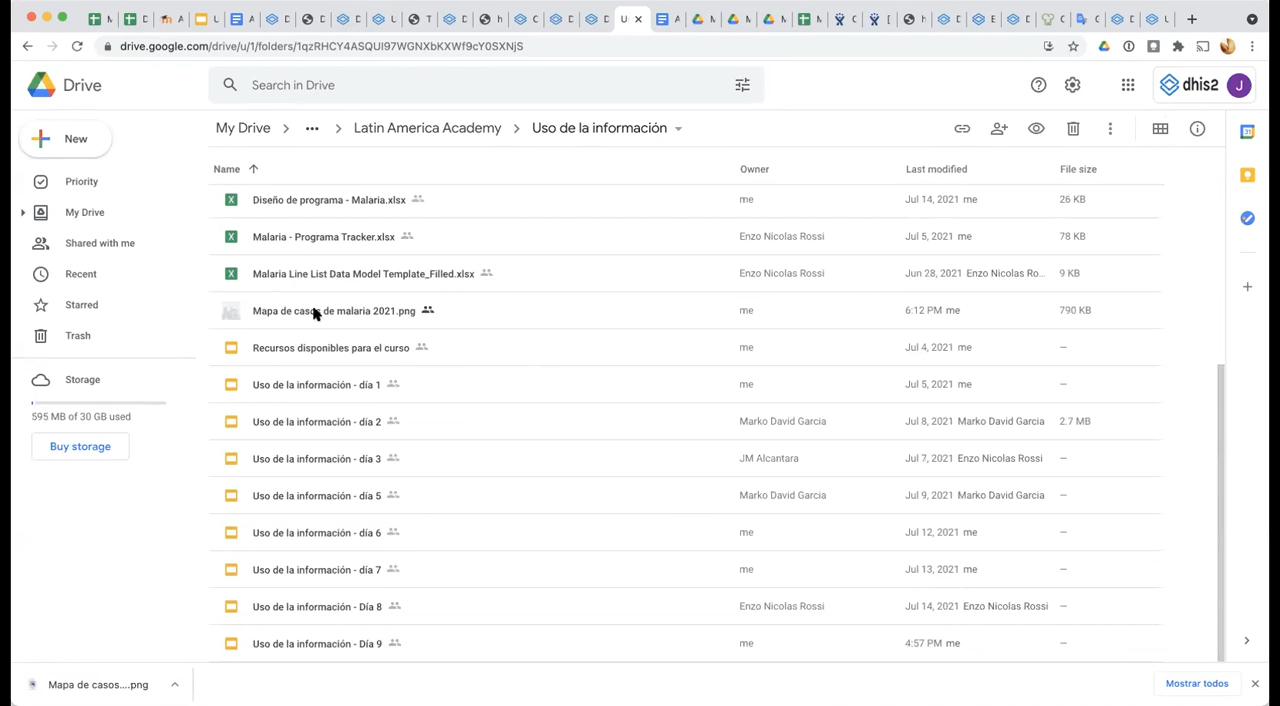 drive.google.com/drive/u/1/folders/1qzRHCY4ASQUI97WGNXbKXWf9cY0SXNjS
Drive
Search in Drive
dhis2 J
New
My Drive ••• Latin America Academy Uso de la información
Name Owner Last modified File size
Priority
My Drive
Shared with me
Recent
Starred
Trash
Storage
595 MB of 30 GB used
Buy storage
Diseño de programa - Malaria.xlsx me Jul 14, 2021 me 26 KB
Malaria - Programa Tracker.xlsx Enzo Nicolas Rossi Jul 5, 2021 me 78 KB
Malaria Line List Data Model Template_Filled.xlsx Enzo Nicolas Rossi Jun 28, 2021 Enzo Nicolas Ro... 9 KB
Mapa de casos de malaria 2021.png me 6:12 PM me 790 KB
Recursos disponibles para el curso me Jul 4, 2021 me –
Uso de la información - día 1 me Jul 5, 2021 me –
Uso de la información - día 2 Marko David Garcia Jul 8, 2021 Marko David Garcia 2.7 MB
Uso de la información - día 3 JM Alcantara Jul 7, 2021 Enzo Nicolas Rossi –
Uso de la información - día 5 Marko David Garcia Jul 9, 2021 Marko David Garcia –
Uso de la información - día 6 me Jul 12, 2021 me –
Uso de la información - día 7 me Jul 13, 2021 me –
Uso de la información - Día 8 Enzo Nicolas Rossi Jul 14, 2021 Enzo Nicolas Rossi –
Uso de la información - Día 9 me 4:57 PM me –
Mapa de casos....png
Mostrar todos